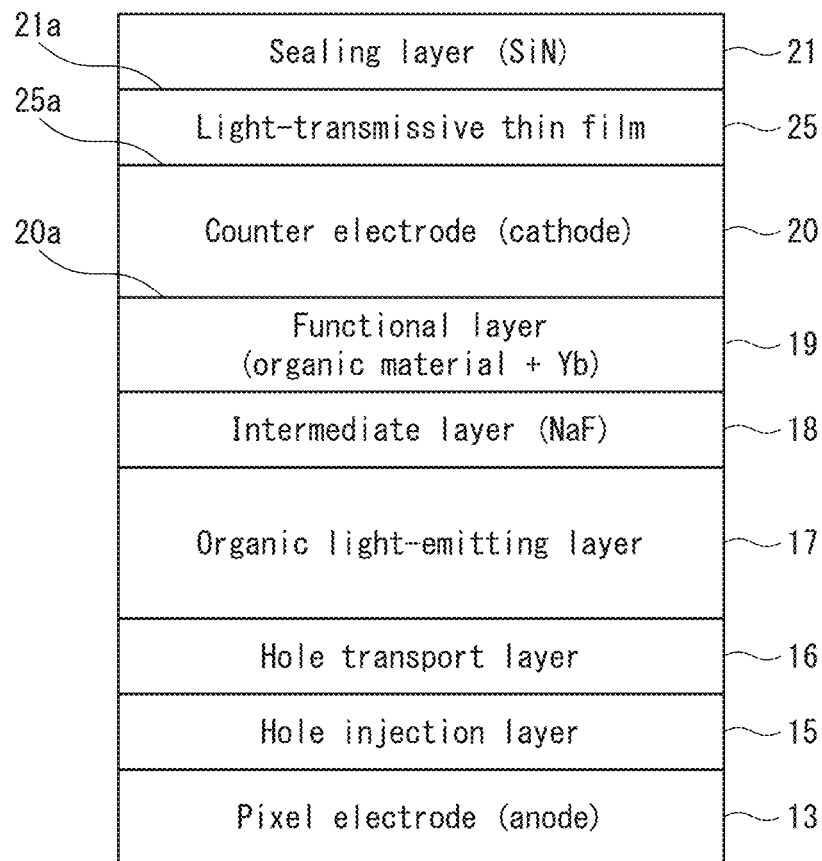 21a
Sealing layer (SiN) 21
25a
Light-transmissive thin film 25
Counter electrode (cathode) 20
20a
Functional layer
(organic material + Yb) 19
Intermediate layer (NaF) 18
Organic light-emitting layer 17
Hole transport layer 16
Hole injection layer 15
Pixel electrode (anode) 13